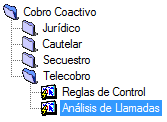 Cobro Coactivo
Jurídico
Cautelar
Secuestro
Telecobro
Reglas de Control
Análisis de Llamadas